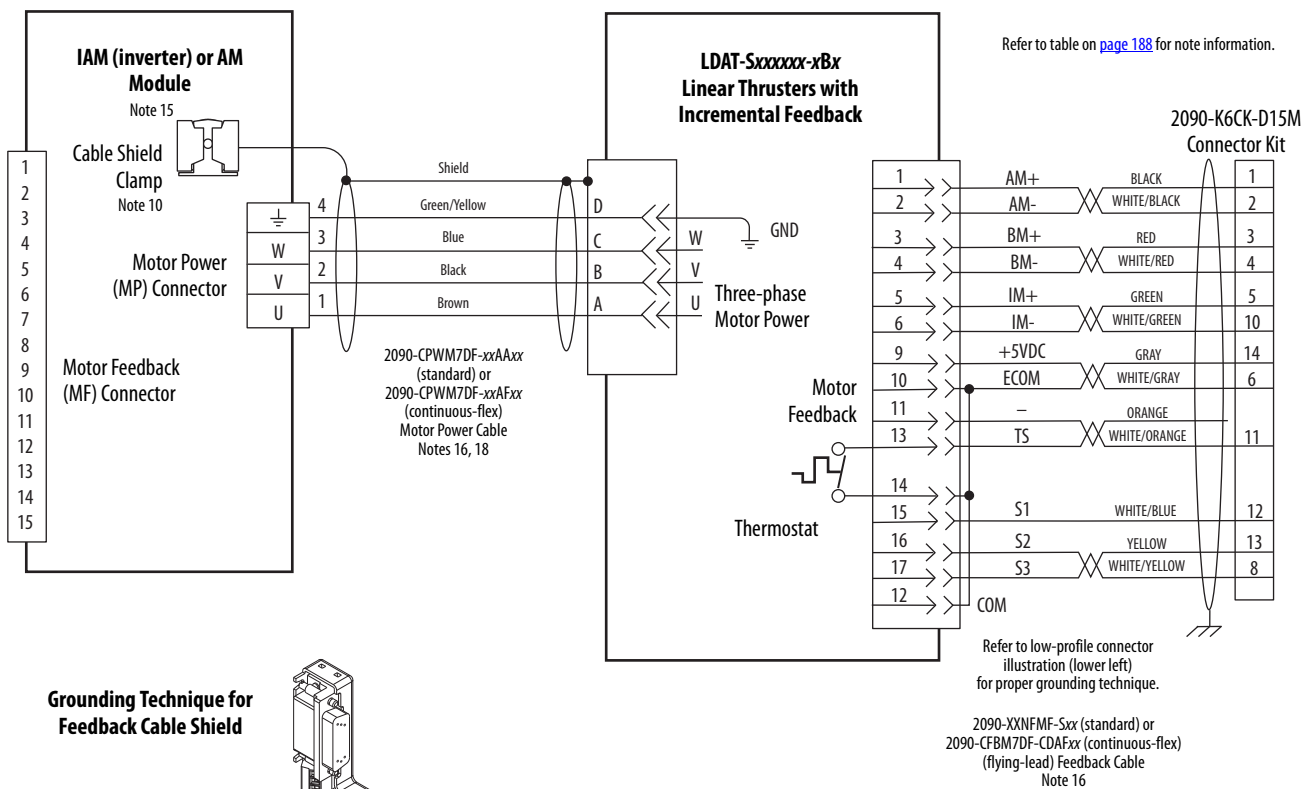 IAM (inverter) or AM
Module
Note 15
Cable Shield
Clamp
Note 10
Motor Power
(MP) Connector
Motor Feedback
(MF) Connector
1
2
3
4
5
6
7
8
9
10
11
12
13
14
15
W
V
U
4
3
2
1
Shield
Green/Yellow
Blue
Black
Brown
2090-CPWM7DF-xxAAxx
(standard) or
2090-CPWM7DF-xxAFxx
(continuous-flex)
Motor Power Cable
Notes 16, 18
LDAT-Sxxxxxx-xBx
Linear Thrusters with
Incremental Feedback
D
C
B
A
GND
W
V
U
Three-phase
Motor Power
Motor
Feedback
Thermostat
Refer to table on page 188 for note information.
2090-K6CK-D15M
Connector Kit
1 AM+ BLACK 1
2 AM- WHITE/BLACK 2
3 BM+ RED 3
4 BM- WHITE/RED 4
5 IM+ GREEN 5
6 IM- WHITE/GREEN 10
9 +5VDC GRAY 14
10 ECOM WHITE/GRAY 6
11 – ORANGE
13 TS WHITE/ORANGE 11
14
15 S1 WHITE/BLUE 12
16 S2 YELLOW 13
17 S3 WHITE/YELLOW 8
12 COM
Refer to low-profile connector
illustration (lower left)
for proper grounding technique.
2090-XXNFMF-Sxx (standard) or
2090-CFBM7DF-CDAFxx (continuous-flex)
(flying-lead) Feedback Cable
Note 16
Grounding Technique for
Feedback Cable Shield